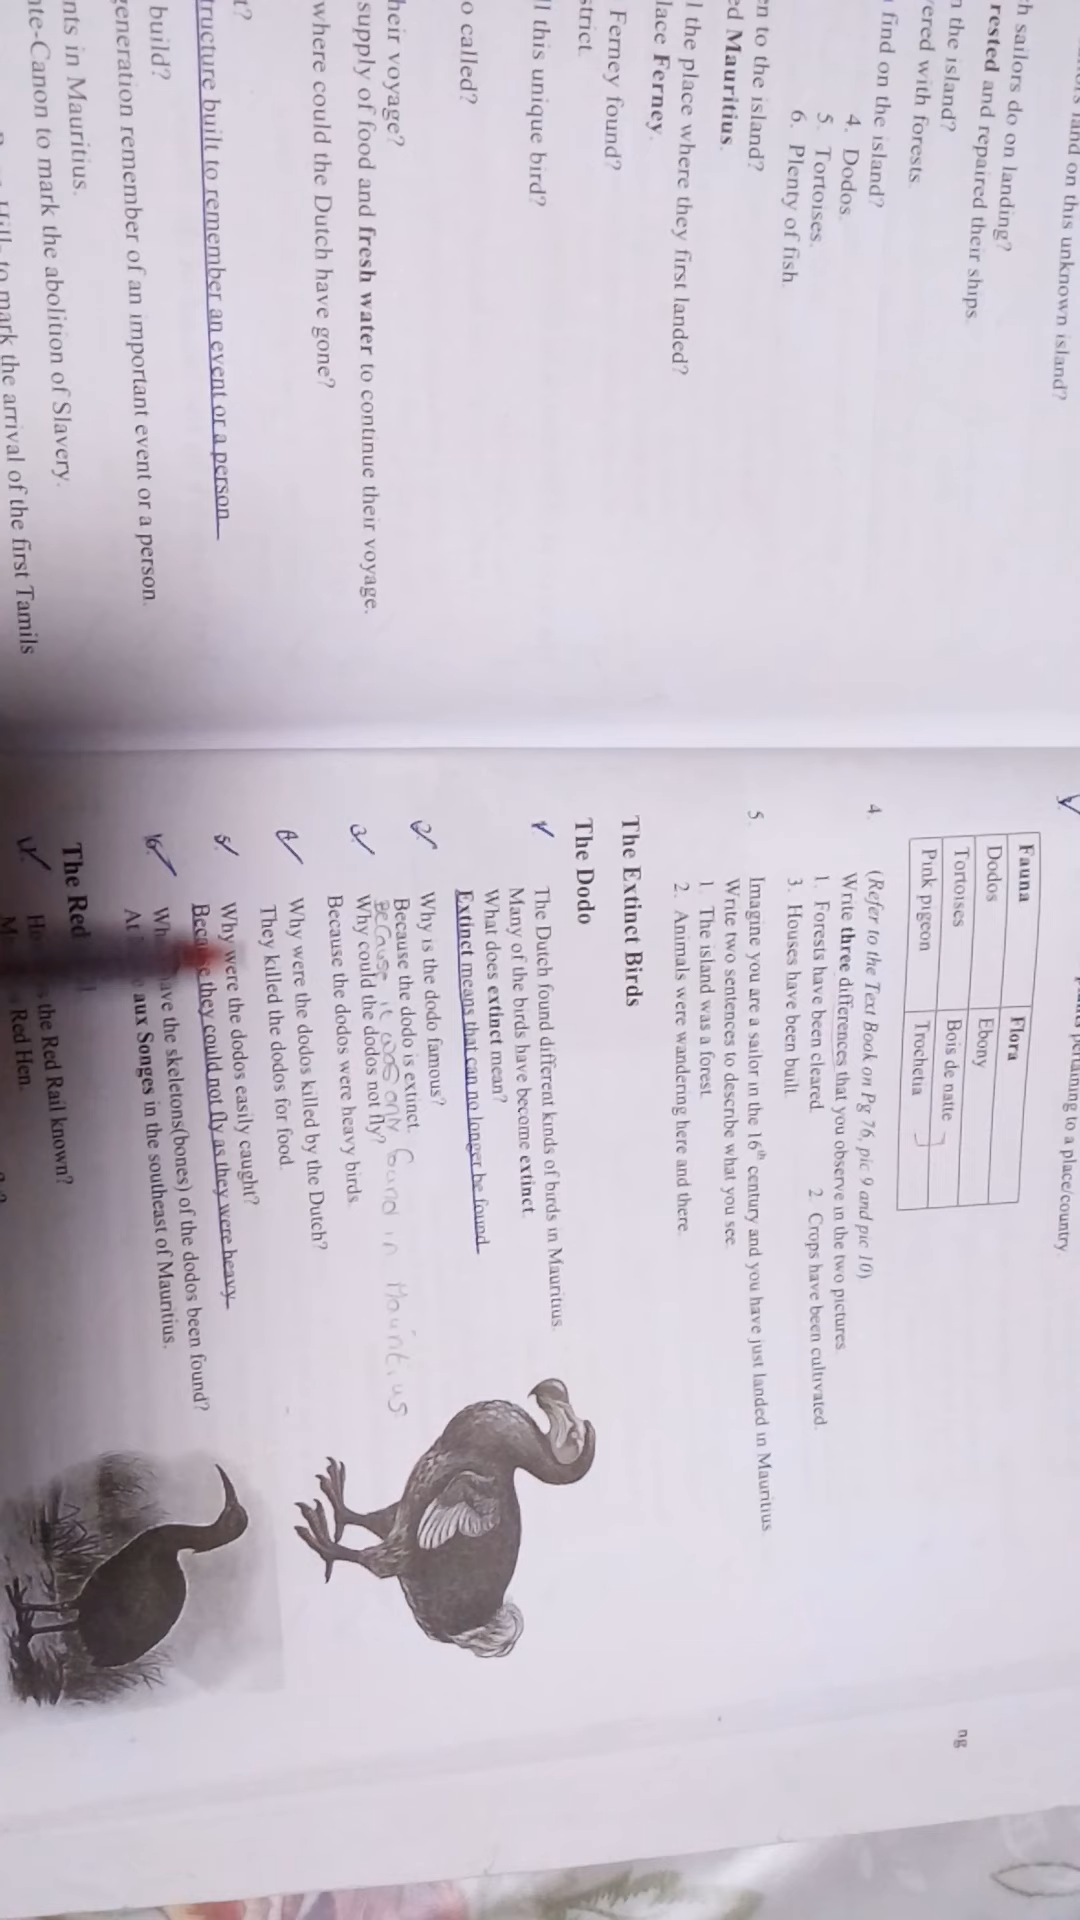 h sailors do on landing?
rested and repaired their ships.
the island?
ered with forests.
find on the island?
4. Dodos.
5. Tortoises.
6. Plenty of fish.
en to the island?
ed Mauritius.
l the place where they first landed?
lace Ferney.
Ferney found?
strict.
ll this unique bird?
o called?
heir voyage?
supply of food and fresh water to continue their voyage.
where could the Dutch have gone?
t?
tructure built to remember an event or a person
build?
generation remember of an important event or a person.
nts in Mauritius.
te-Canon to mark the abolition of Slavery.
to mark the arrival of the first Tamils
on this unknown island?
pertaining to a place/country.
Fauna Flora
Dodos Ebony
Tortoises Bois de natte
Pink pigeon Trochetia
ng
4. (Refer to the Text Book on Pg 76, pic 9 and pic 10)
Write three differences that you observe in the two pictures.
1. Forests have been cleared. 2. Crops have been cultivated.
3. Houses have been built.
5. Imagine you are a sailor in the 16th century and you have just landed in Mauritius
Write two sentences to describe what you see.
1. The island was a forest.
2. Animals were wandering here and there.
The Extinct Birds
The Dodo
The Dutch found different kinds of birds in Mauritius.
Many of the birds have become extinct.
What does extinct mean?
Extinct means that can no longer be found
2. Why is the dodo famous?
Because the dodo is extinct.
Because it was only found in Mauritius
3 Why could the dodos not fly?
Because the dodos were heavy birds.
4 Why were the dodos killed by the Dutch?
They killed the dodos for food.
5 Why were the dodos easily caught?
Because they could not fly as they were heavy
6. ave the skeletons(bones) of the dodos been found?
At aux Songes in the southeast of Mauritius.
The Red
the Red Rail known?
Red Hen.